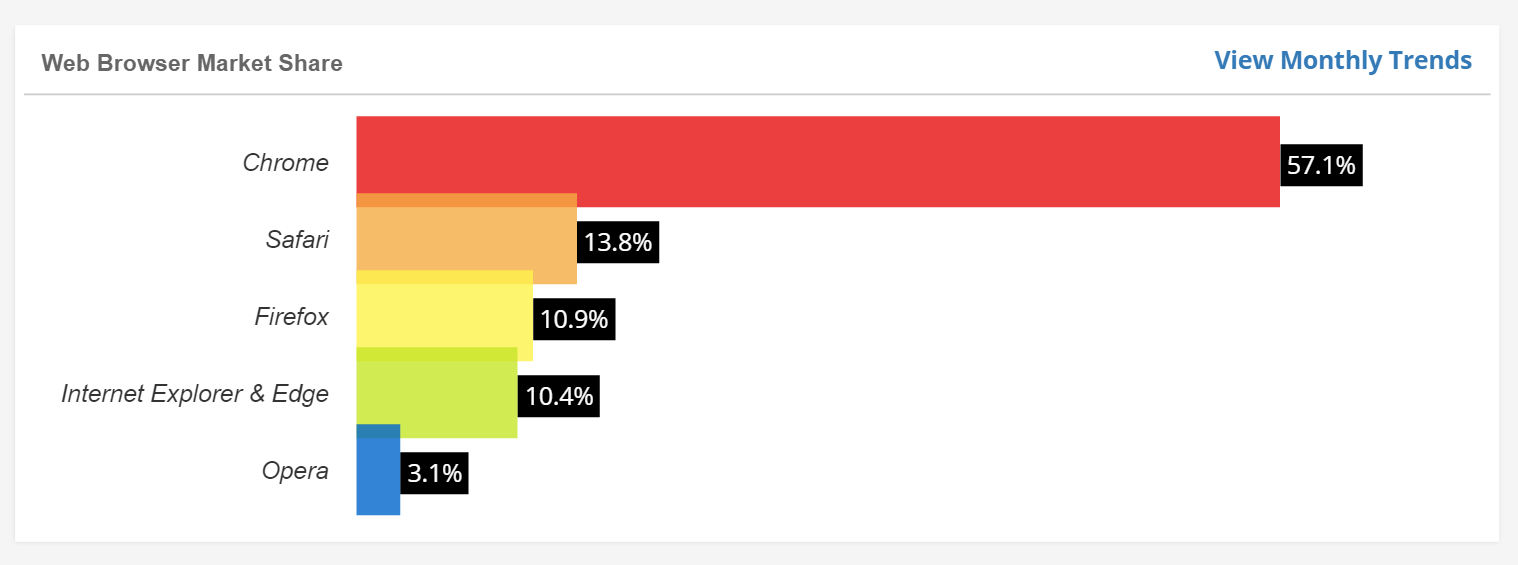 Web Browser Market Share
View Monthly Trends
Chrome
57.1%
Safari
13.8%
Firefox
10.9%
Internet Explorer & Edge
10.4%
Opera
3.1%